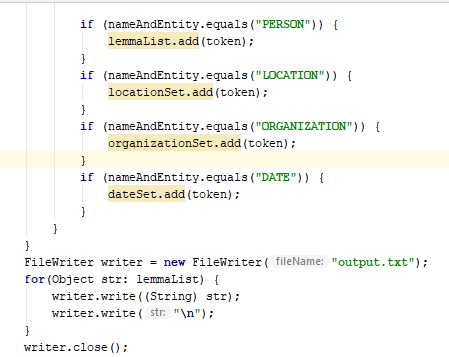 if (nameAndEntity.equals("PERSON")) {
lemmaList.add(token);
}
if (nameAndEntity.equals("LOCATION")) {
locationSet.add(token);
}
if (nameAndEntity.equals("ORGANIZATION")) {
organizationSet.add(token);
}
if (nameAndEntity.equals("DATE")) {
dateSet.add(token);
}
}
}
FileWriter writer = new FileWriter( fileName: "output.txt");
for(Object str: lemmaList) {
writer.write((String) str);
writer.write( str: "\n");
}
writer.close();